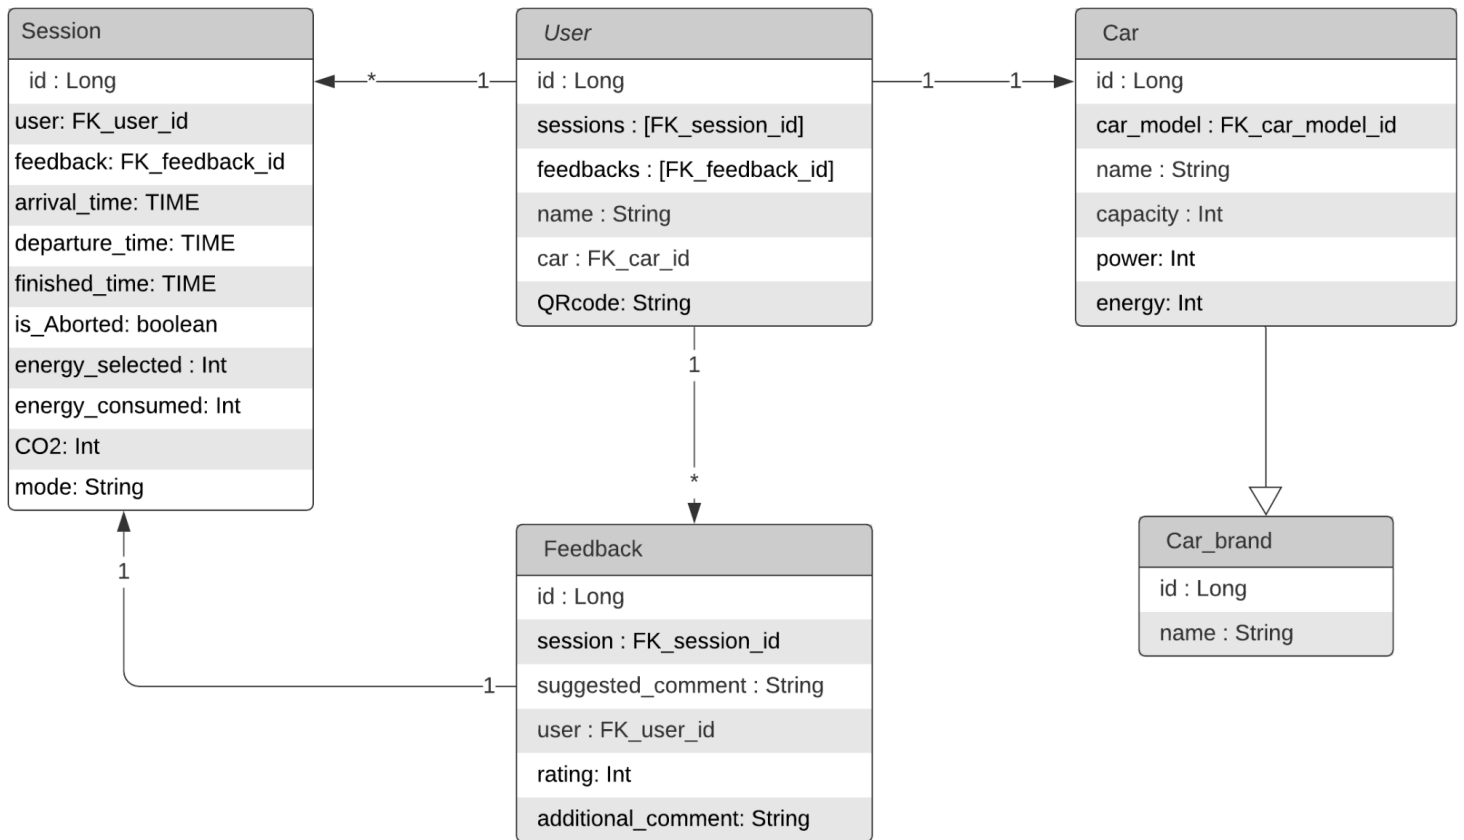 Session
id : Long
user: FK_user_id
feedback: FK_feedback_id
arrival_time: TIME
departure_time: TIME
finished_time: TIME
is_Aborted: boolean
energy_selected : Int
energy_consumed: Int
CO2: Int
mode: String
*
1
User
id : Long
sessions : [FK_session_id]
feedbacks : [FK_feedback_id]
name : String
car : FK_car_id
QRcode: String
1
1
Car
id : Long
car_model : FK_car_model_id
name : String
capacity : Int
power: Int
energy: Int
1
*
1
1
Feedback
id : Long
session : FK_session_id
suggested_comment : String
user : FK_user_id
rating: Int
additional_comment: String
Car_brand
id : Long
name : String